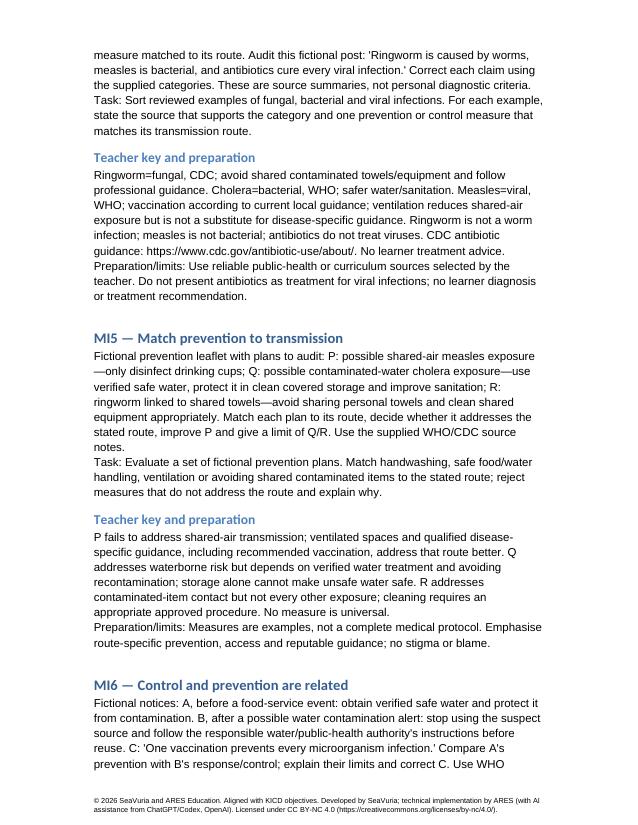 measure matched to its route. Audit this fictional post: 'Ringworm is caused by worms,
measles is bacterial, and antibiotics cure every viral infection.' Correct each claim using
the supplied categories. These are source summaries, not personal diagnostic criteria.
Task: Sort reviewed examples of fungal, bacterial and viral infections. For each example,
state the source that supports the category and one prevention or control measure that
matches its transmission route.
Teacher key and preparation
Ringworm=fungal, CDC; avoid shared contaminated towels/equipment and follow
professional guidance. Cholera=bacterial, WHO; safer water/sanitation. Measles=viral,
WHO; vaccination according to current local guidance; ventilation reduces shared-air
exposure but is not a substitute for disease-specific guidance. Ringworm is not a worm
infection; measles is not bacterial; antibiotics do not treat viruses. CDC antibiotic
guidance: https://www.cdc.gov/antibiotic-use/about/. No learner treatment advice.
Preparation/limits: Use reliable public-health or curriculum sources selected by the
teacher. Do not present antibiotics as treatment for viral infections; no learner diagnosis
or treatment recommendation.
MI5 — Match prevention to transmission
Fictional prevention leaflet with plans to audit: P: possible shared-air measles exposure
—only disinfect drinking cups; Q: possible contaminated-water cholera exposure—use
verified safe water, protect it in clean covered storage and improve sanitation; R:
ringworm linked to shared towels—avoid sharing personal towels and clean shared
equipment appropriately. Match each plan to its route, decide whether it addresses the
stated route, improve P and give a limit of Q/R. Use the supplied WHO/CDC source
notes.
Task: Evaluate a set of fictional prevention plans. Match handwashing, safe food/water
handling, ventilation or avoiding shared contaminated items to the stated route; reject
measures that do not address the route and explain why.
Teacher key and preparation
P fails to address shared-air transmission; ventilated spaces and qualified disease-
specific guidance, including recommended vaccination, address that route better. Q
addresses waterborne risk but depends on verified water treatment and avoiding
recontamination; storage alone cannot make unsafe water safe. R addresses
contaminated-item contact but not every other exposure; cleaning requires an
appropriate approved procedure. No measure is universal.
Preparation/limits: Measures are examples, not a complete medical protocol. Emphasise
route-specific prevention, access and reputable guidance; no stigma or blame.
MI6 — Control and prevention are related
Fictional notices: A, before a food-service event: obtain verified safe water and protect it
from contamination. B, after a possible water contamination alert: stop using the suspect
source and follow the responsible water/public-health authority's instructions before
reuse. C: 'One vaccination prevents every microorganism infection.' Compare A's
prevention with B's response/control; explain their limits and correct C. Use WHO
© 2026 SeaVuria and ARES Education. Aligned with KICD objectives. Developed by SeaVuria; technical implementation by ARES (with AI
assistance from ChatGPT/Codex, OpenAI). Licensed under CC BY-NC 4.0 (https://creativecommons.org/licenses/by-nc/4.0/).